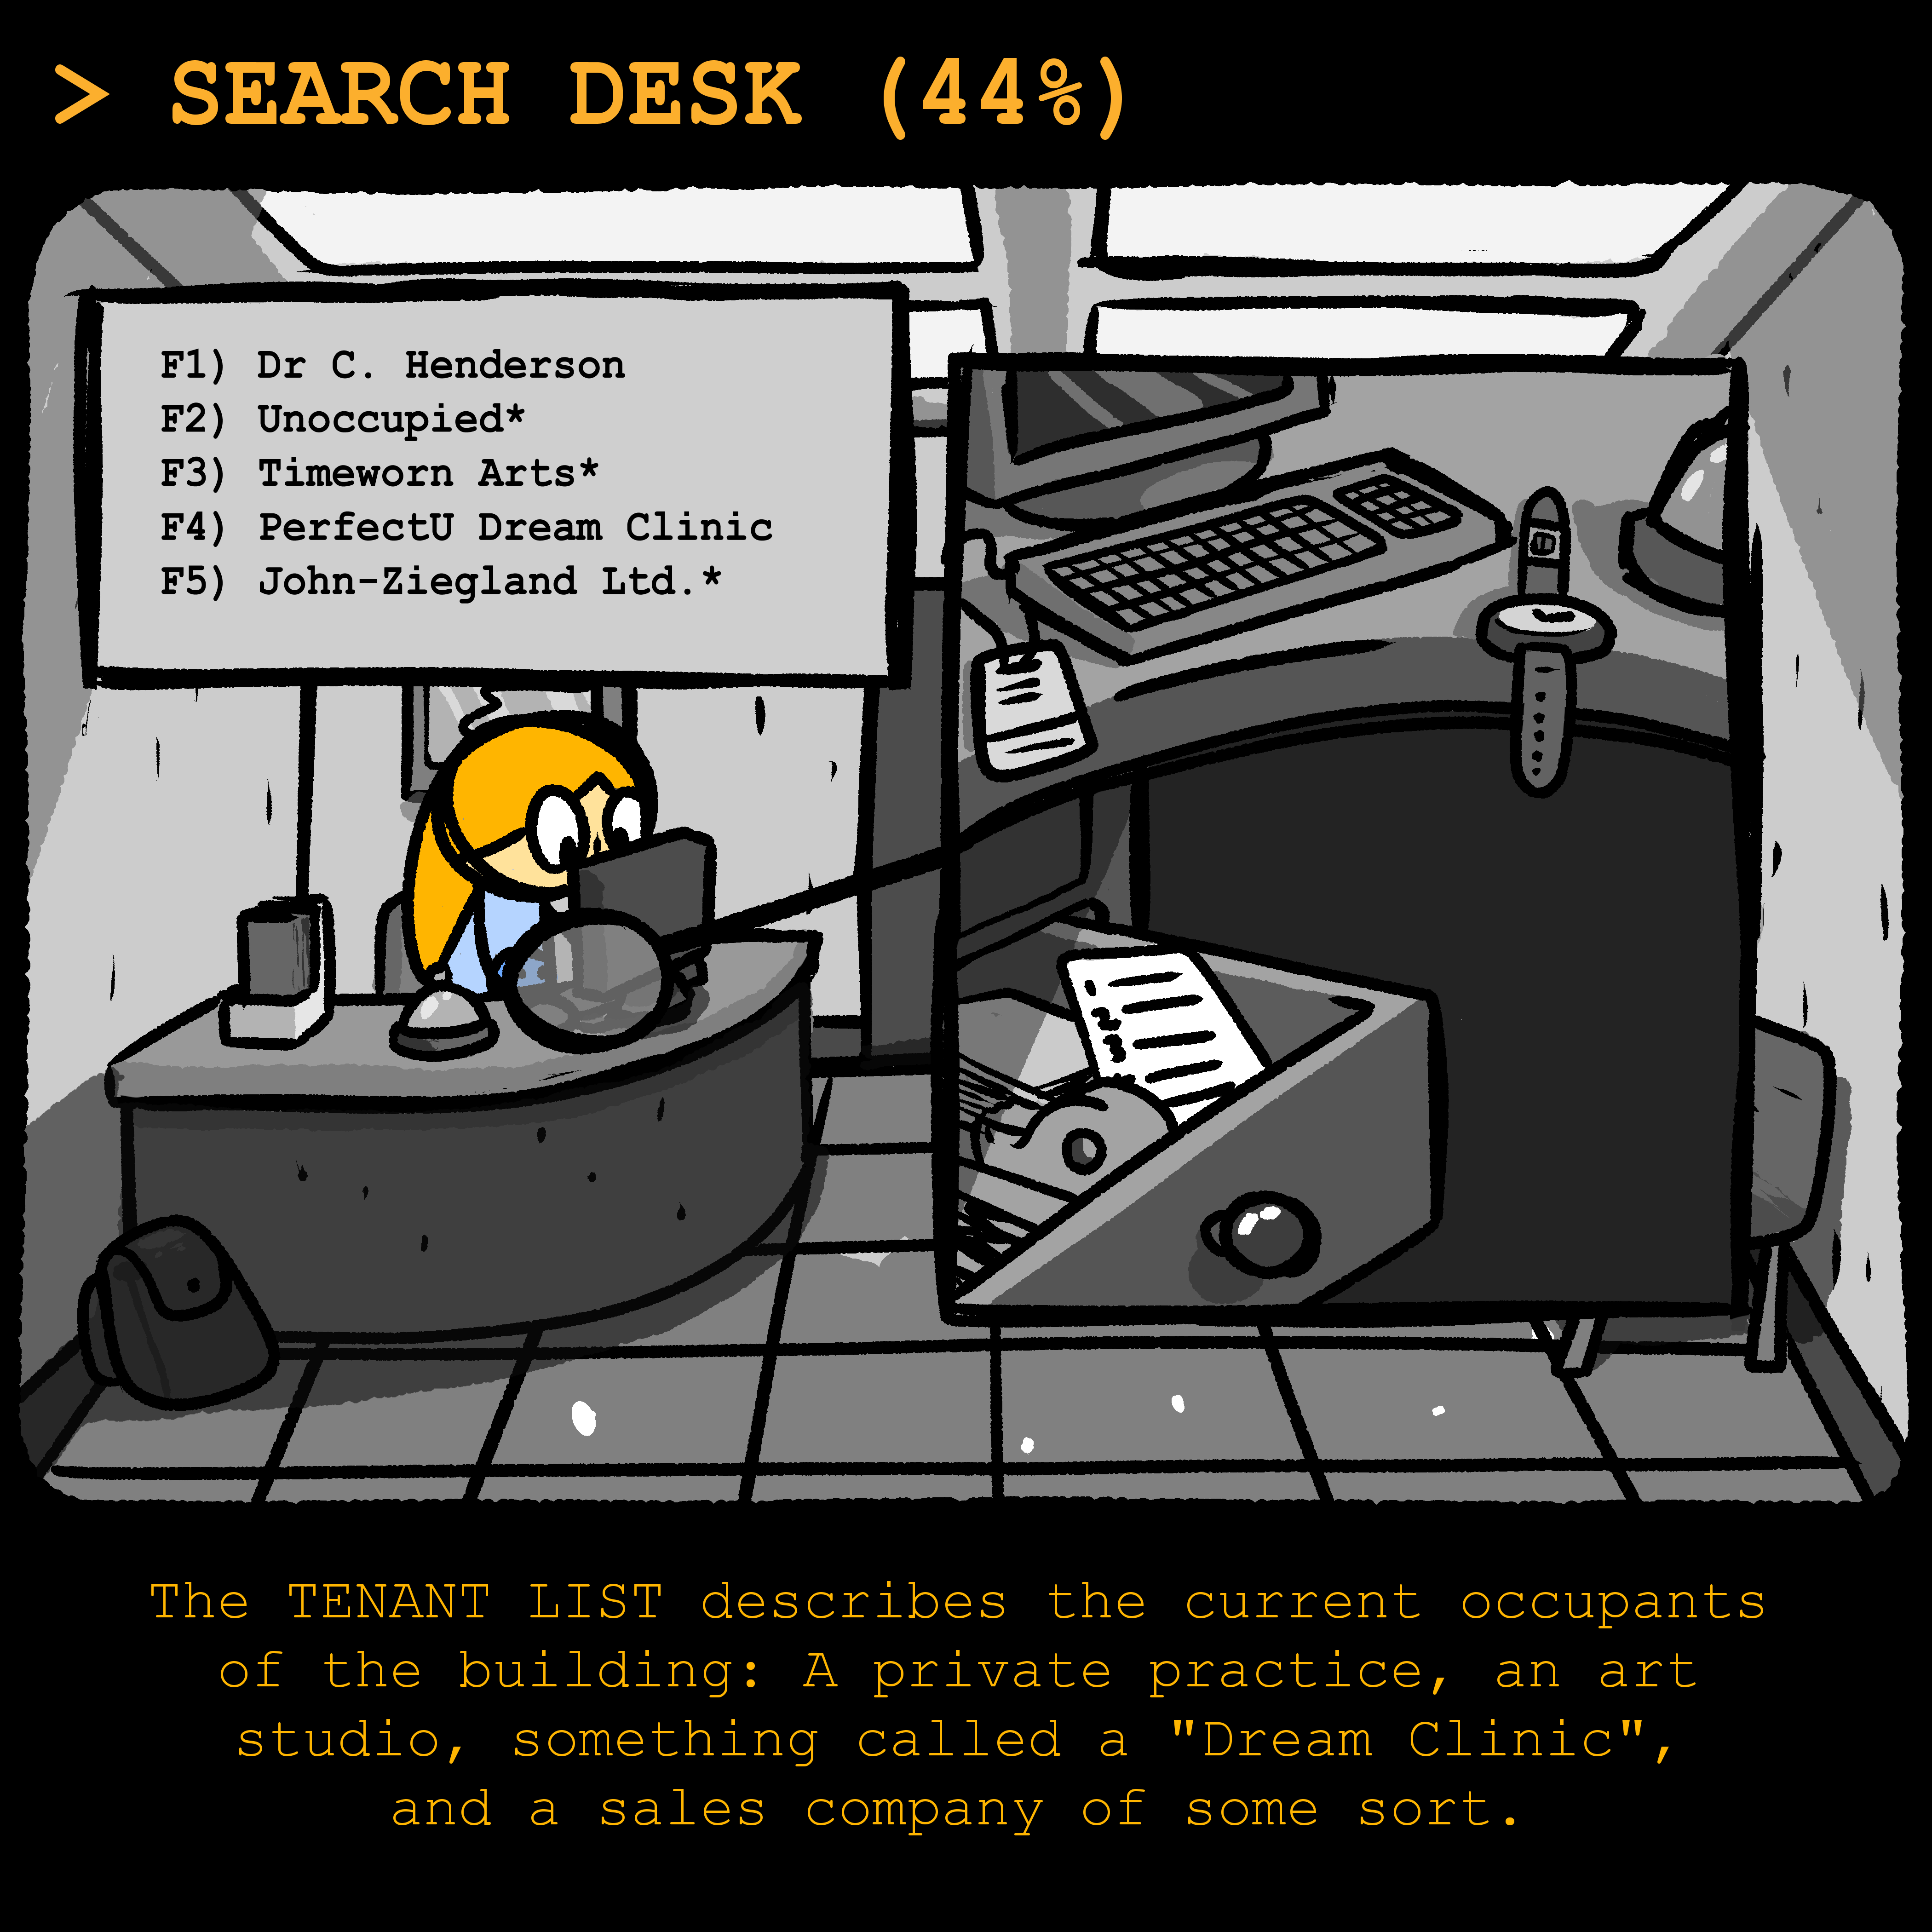 > SEARCH DESK (44%)
F1) Dr C. Henderson
F2) Unoccupied*
F3) Timeworn Arts*
F4) PerfectU Dream Clinic
F5) John-Ziegland Ltd.*
The TENANT LIST describes the current occupants
of the building: A private practice, an art
studio, something called a "Dream Clinic",
and a sales company of some sort.